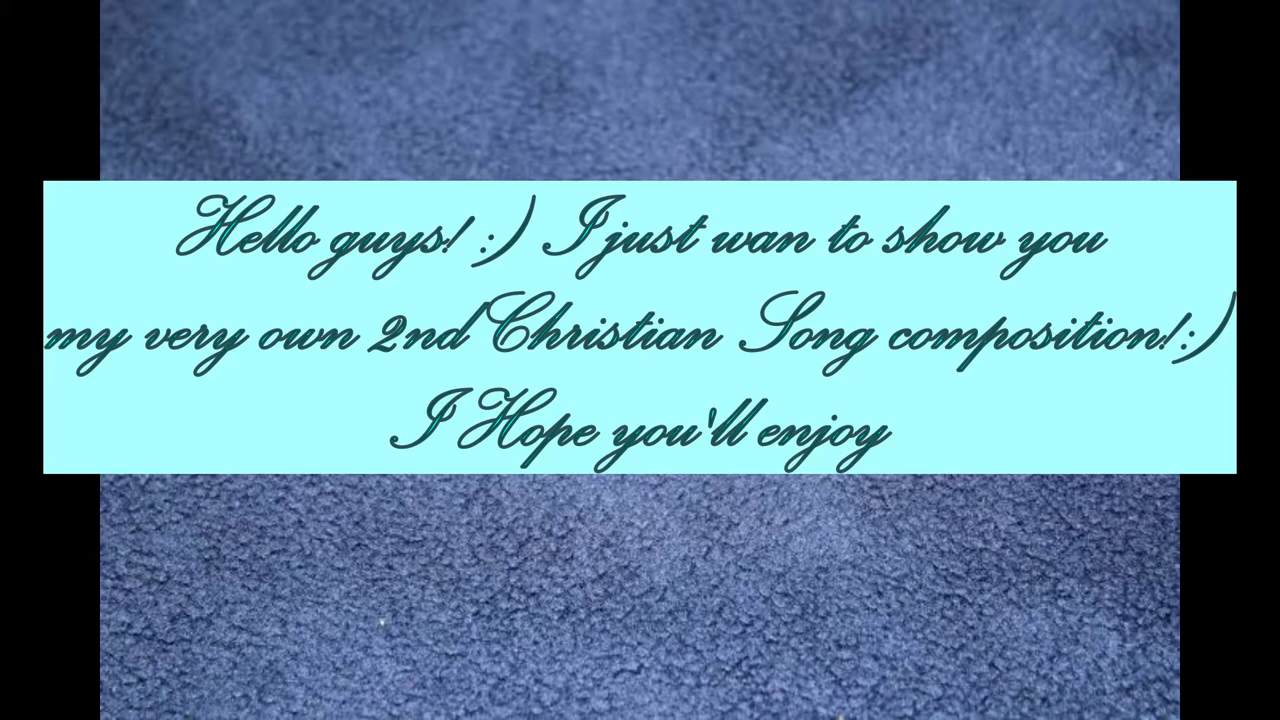 Hello guys! :) I just wan to show you
my very own 2nd Christian Song composition!:)
I Hope you'll enjoy